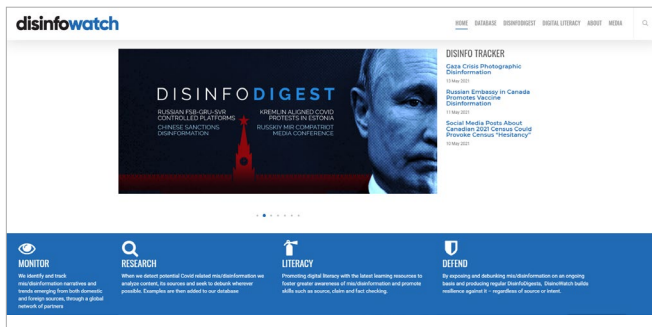 disinfowatch
HOME DATABASE DISINFODIGEST DIGITAL LITERACY ABOUT MEDIA
DISINFODIGEST
RUSSIAN FSB-GRU-SVR
CONTROLLED PLATFORMS
CHINESE SANCTIONS
DISINFORMATION
KREMLIN ALIGNED COVID
PROTESTS IN ESTONIA
RUSSKIY MIR COMPATRIOT
MEDIA CONFERENCE
DISINFO TRACKER
Gaza Crisis Photographic
Disinformation
13 May 2021
Russian Embassy in Canada
Promotes Vaccine
Disinformation
11 May 2021
Social Media Posts About
Canadian 2021 Census Could
Provoke Census "Hesitancy"
10 May 2021
MONITOR
We identify and track
mis/disinformation narratives and
trends emerging from both domestic
and foreign sources, through a global
network of partners
RESEARCH
When we detect potential Covid related mis/disinformation we
analyze content, its sources and seek to debunk wherever
possible. Examples are then added to our database
LITERACY
Promoting digital literacy with the latest learning resources to
foster greater awareness of mis/disinformation and promote
skills such as source, claim and fact checking.
DEFEND
By exposing and debunking mis/disinformation on an ongoing
basis and producing regular DisinfoDigests, DisinfoWatch builds
resilience against it – regardless of source or intent.